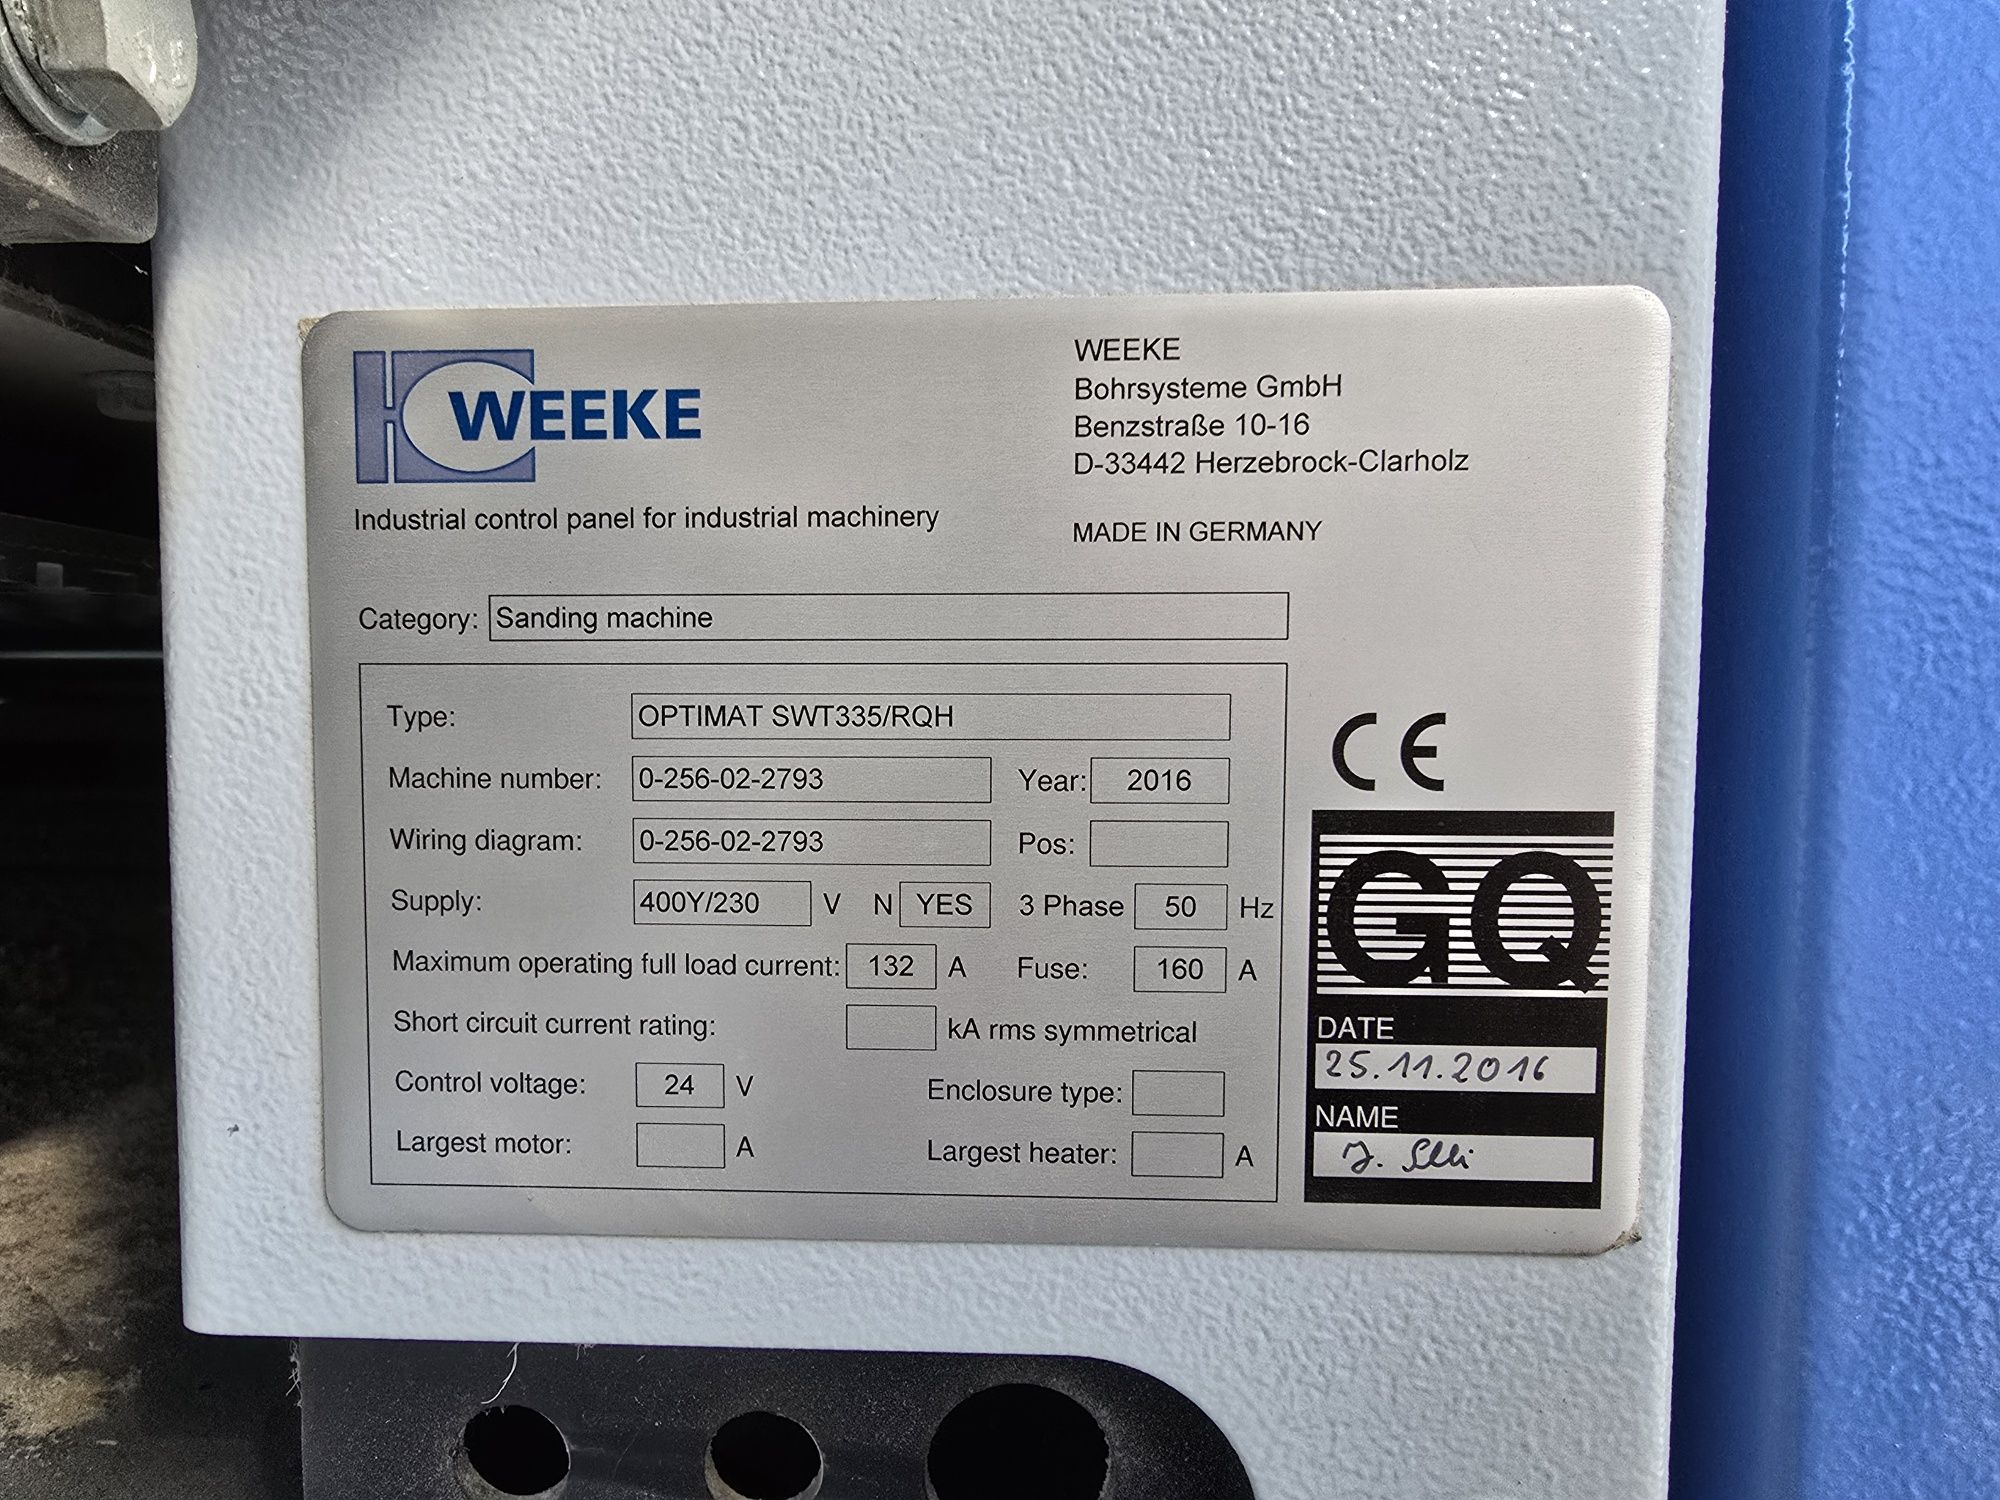 WEEKE
Industrial control panel for industrial machinery
WEEKE
Bohrsysteme GmbH
Benzstraße 10-16
D-33442 Herzebrock-Clarholz
MADE IN GERMANY
Category: Sanding machine
Type: OPTIMAT SWT335/RQH
Machine number: 0-256-02-2793 Year: 2016
Wiring diagram: 0-256-02-2793 Pos:
Supply: 400Y/230 V N YES 3 Phase 50 Hz
Maximum operating full load current: 132 A Fuse: 160 A
Short circuit current rating: kA rms symmetrical
Control voltage: 24 V Enclosure type:
Largest motor: A Largest heater: A
CE
GQ
DATE
25.11.2016
NAME
J.